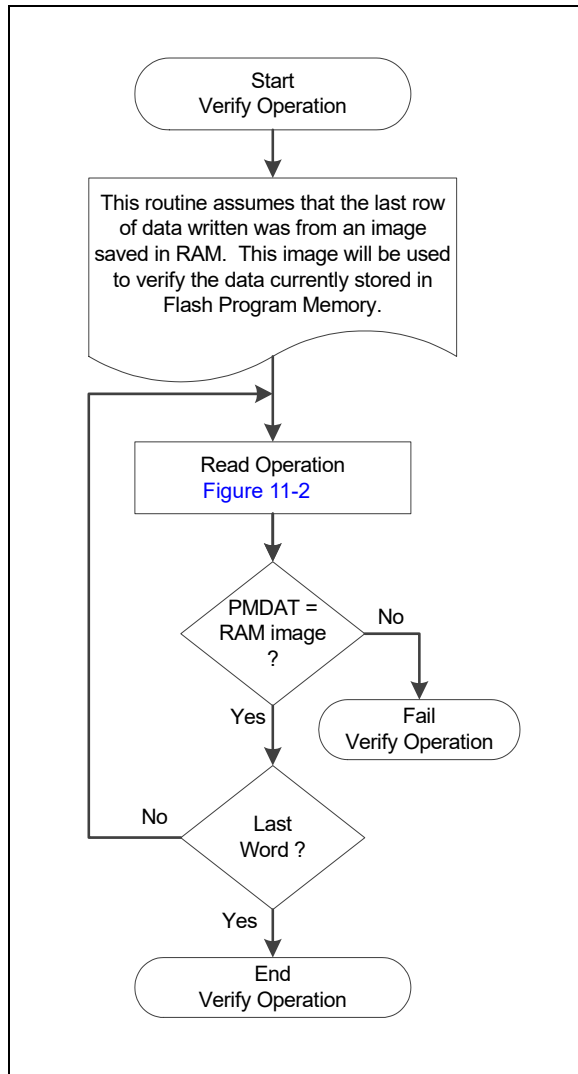 Start
Verify Operation
This routine assumes that the last row
of data written was from an image
saved in RAM.  This image will be used
to verify the data currently stored in
Flash Program Memory.
Read Operation
Figure 11-2
PMDAT =
RAM image
?
No
Yes
Fail
Verify Operation
No
Last
Word ?
Yes
End
Verify Operation